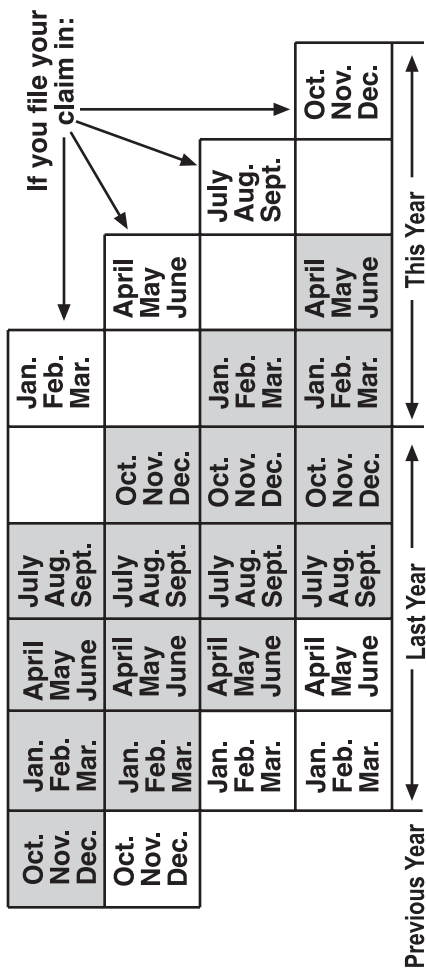 If you file your
claim in:
Oct.
Nov.
Dec.
Jan.
Feb.
Mar.
April
May
June
July
Aug.
Sept.
Jan.
Feb.
Mar.
Oct.
Nov.
Dec.
Jan.
Feb.
Mar.
April
May
June
July
Aug.
Sept.
Oct.
Nov.
Dec.
April
May
June
Jan.
Feb.
Mar.
April
May
June
July
Aug.
Sept.
Oct.
Nov.
Dec.
Jan.
Feb.
Mar.
July
Aug.
Sept.
Jan.
Feb.
Mar.
April
May
June
July
Aug.
Sept.
Oct.
Nov.
Dec.
Jan.
Feb.
Mar.
April
May
June
Oct.
Nov.
Dec.
Previous Year
Last Year
This Year